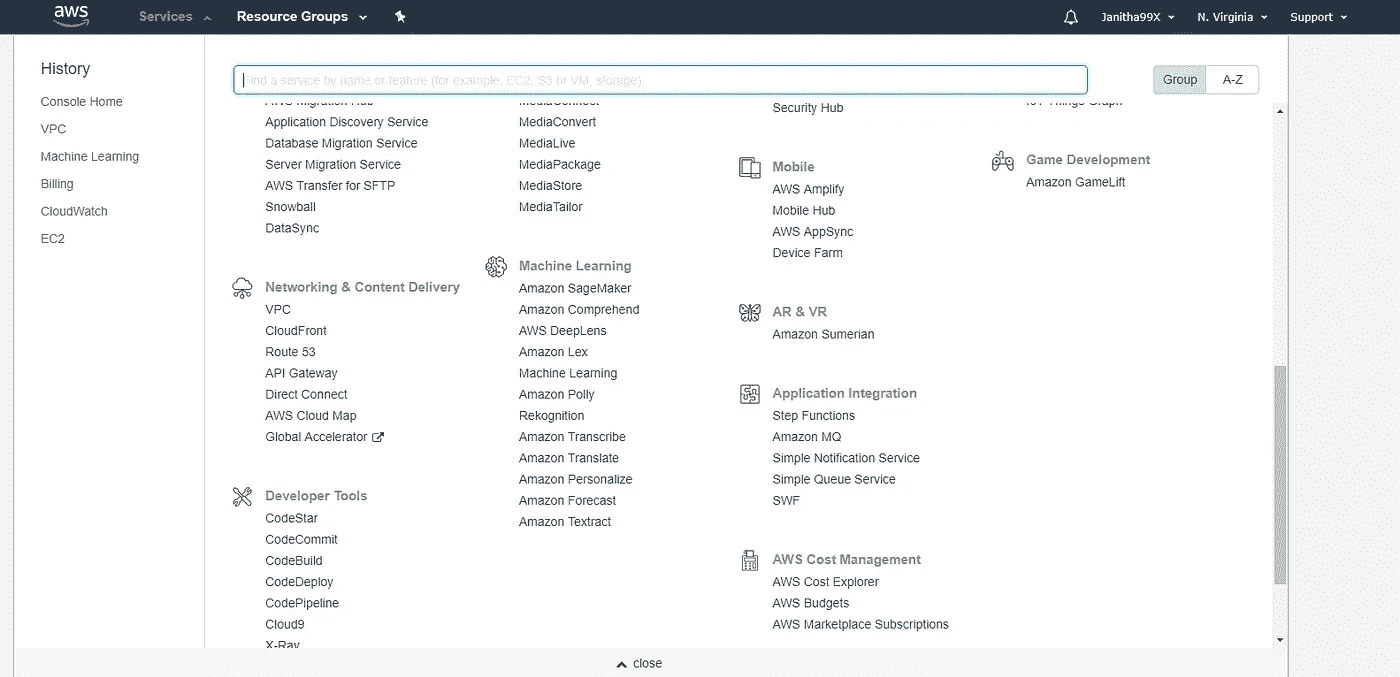 aws
Services
Resource Groups
Janitha99X
N. Virginia
Support
History
Console Home
VPC
Machine Learning
Billing
CloudWatch
EC2
Find a service by name or feature (for example, EC2, S3 or VM, storage).
Group
A-Z
AWS Migration Hub
Application Discovery Service
Database Migration Service
Server Migration Service
AWS Transfer for SFTP
Snowball
DataSync
Networking & Content Delivery
VPC
CloudFront
Route 53
API Gateway
Direct Connect
AWS Cloud Map
Global Accelerator
Developer Tools
CodeStar
CodeCommit
CodeBuild
CodeDeploy
CodePipeline
Cloud9
X-Ray
MediaConnect
MediaConvert
MediaLive
MediaPackage
MediaStore
MediaTailor
Machine Learning
Amazon SageMaker
Amazon Comprehend
AWS DeepLens
Amazon Lex
Machine Learning
Amazon Polly
Rekognition
Amazon Transcribe
Amazon Translate
Amazon Personalize
Amazon Forecast
Amazon Textract
Security Hub
Mobile
AWS Amplify
Mobile Hub
AWS AppSync
Device Farm
AR & VR
Amazon Sumerian
Application Integration
Step Functions
Amazon MQ
Simple Notification Service
Simple Queue Service
SWF
AWS Cost Management
AWS Cost Explorer
AWS Budgets
AWS Marketplace Subscriptions
IoT Things Graph
Game Development
Amazon GameLift
close